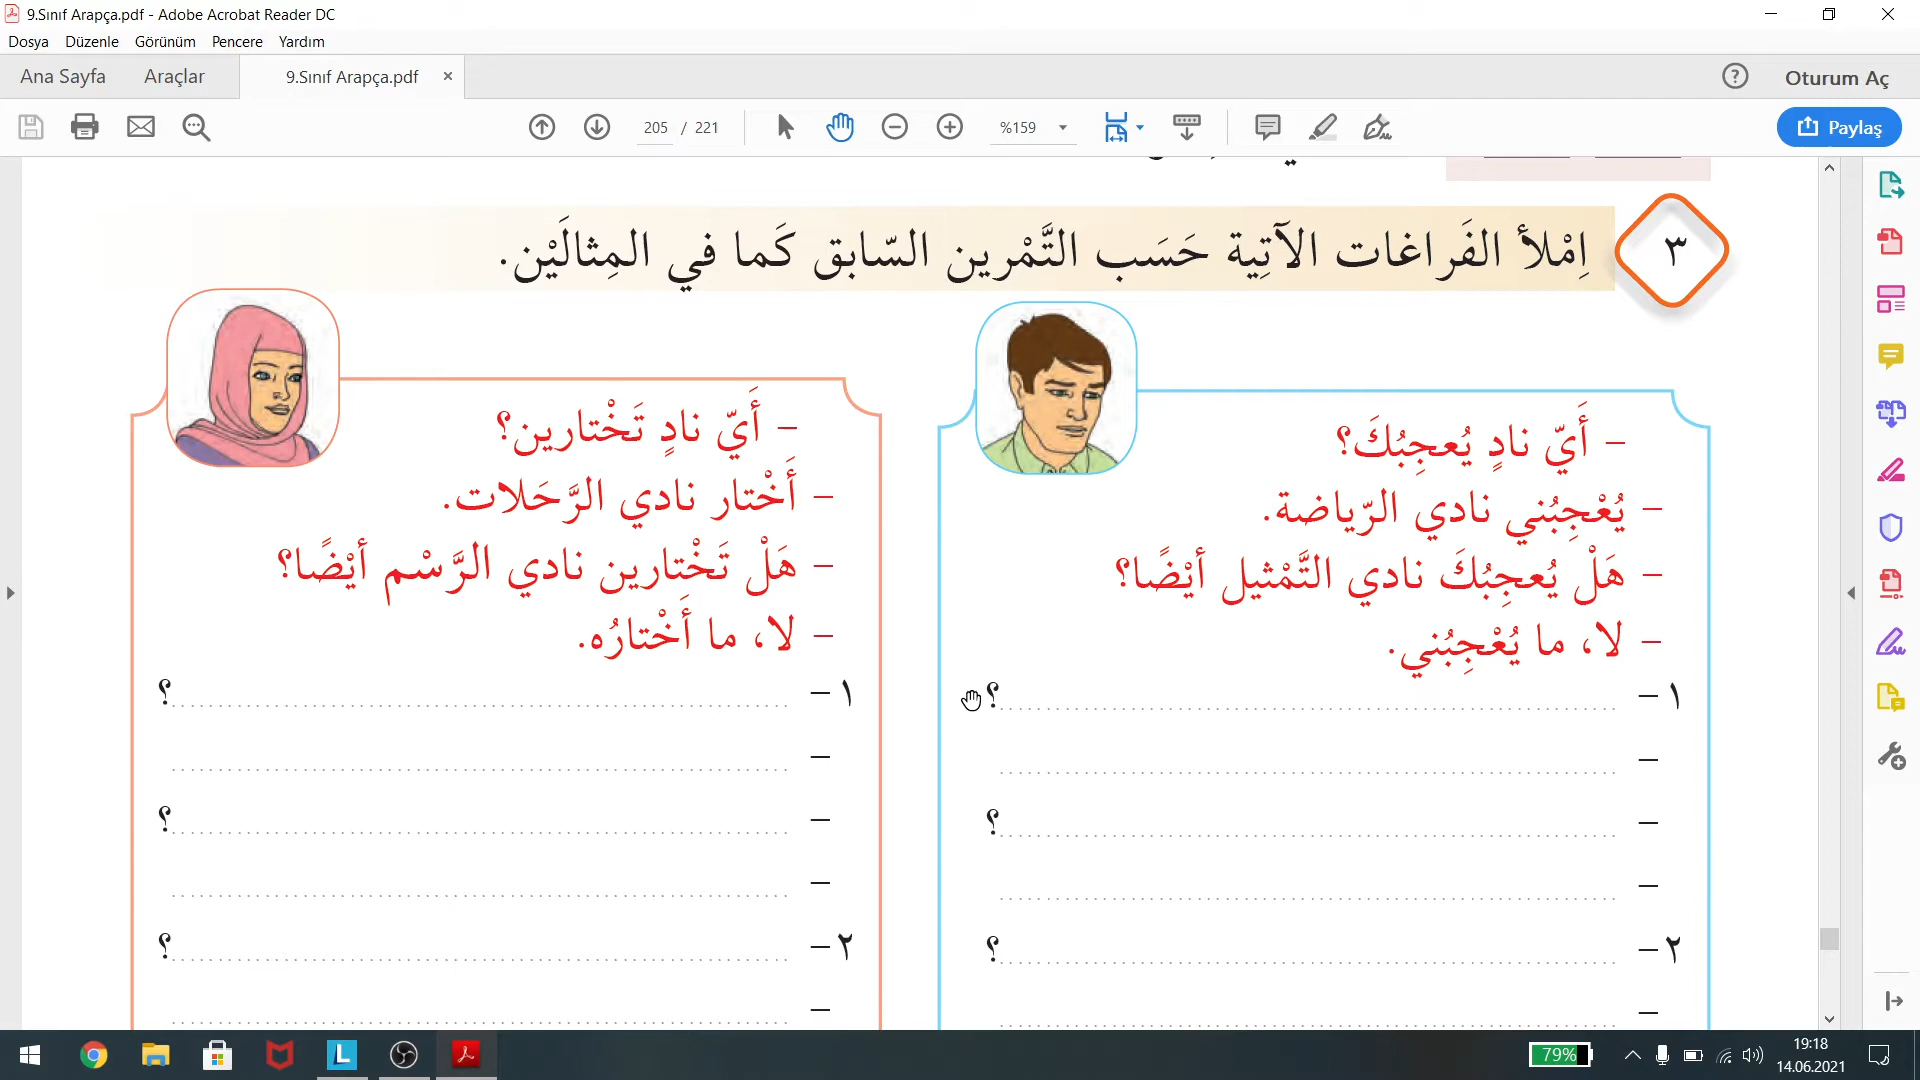 9.Sınıf Arapça.pdf - Adobe Acrobat Reader DC
Dosya Düzenle Görünüm Pencere Yardım
Ana Sayfa Araçlar 9.Sınıf Arapça.pdf × Oturum Aç
205 / 221 %159 Paylaş
٣ اِمْلأ الفَراغات الآتِية حَسَب التَّمْرين السّابق كَما في المِثالَيْن.
– أَيّ نادٍ يُعجِبُكَ؟
– يُعْجِبُني نادي الرّياضة.
– هَلْ يُعجِبُكَ نادي التَّمْثيل أيْضًا؟
– لا، ما يُعْجِبُني.
١ – ؟
–
– ؟
–
٢ – ؟
–
– أَيّ نادٍ تَخْتارين؟
– أَخْتار نادي الرَّحَلات.
– هَلْ تَخْتارين نادي الرَّسْم أيْضًا؟
– لا، ما أَخْتارُه.
١ – ؟
–
– ؟
–
٢ – ؟
–
79% 19:18
14.06.2021